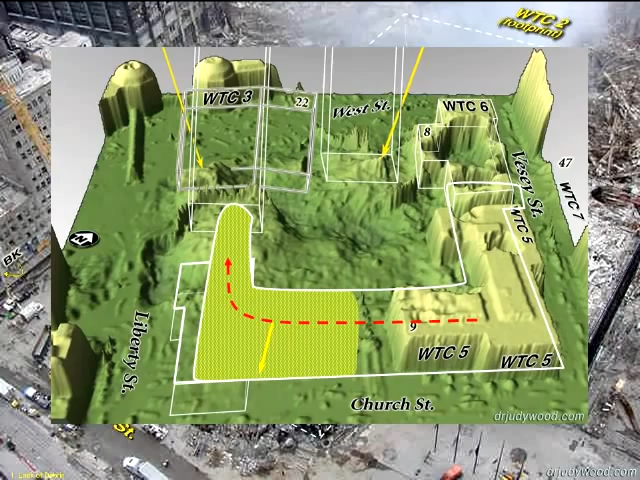 WTC 2
(footprint)
WTC 3
22
West St.
WTC 6
8
Vesey St.
47
WTC 7
WTC 5
BK
Liberty St.
9
WTC 5
WTC 5
Church St.
drjudywood.com
St.
drjudywood.com